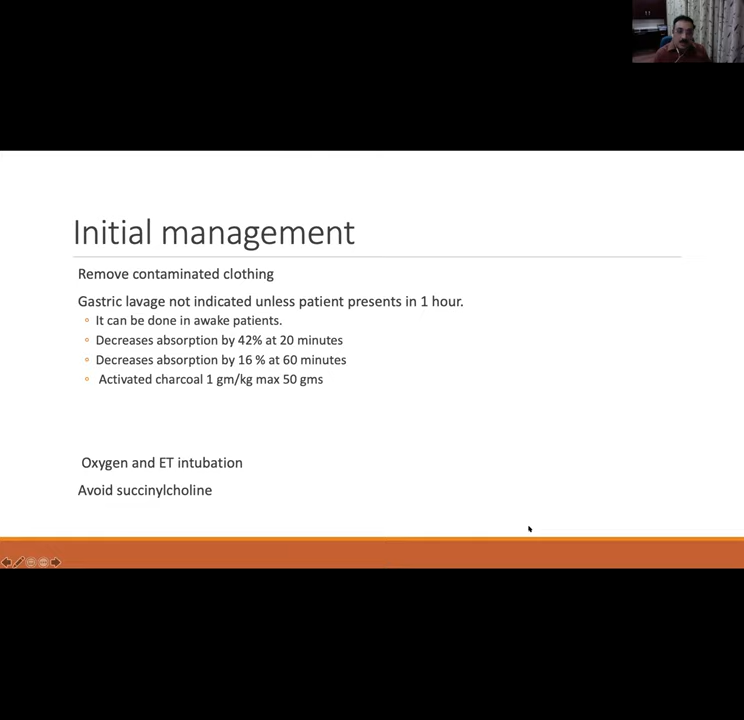 Initial management
Remove contaminated clothing
Gastric lavage not indicated unless patient presents in 1 hour.
It can be done in awake patients.
Decreases absorption by 42% at 20 minutes
Decreases absorption by 16 % at 60 minutes
Activated charcoal 1 gm/kg max 50 gms
Oxygen and ET intubation
Avoid succinylcholine